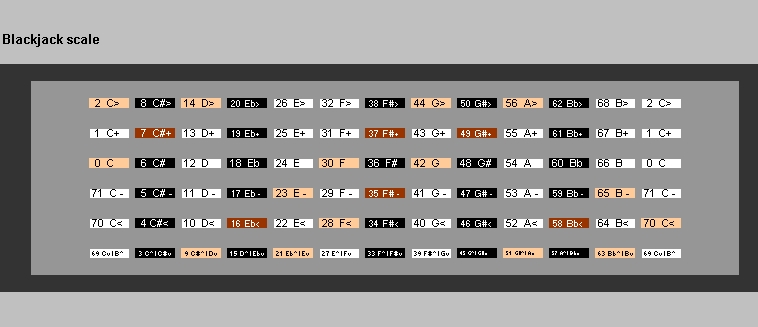 Blackjack scale
2 C> 8 C#> 14 D> 20 Eb> 26 E> 32 F> 38 F#> 44 G> 50 G#> 56 A> 62 Bb> 68 B> 2 C>
1 C+ 7 C#+ 13 D+ 19 Eb+ 25 E+ 31 F+ 37 F#+ 43 G+ 49 G#+ 55 A+ 61 Bb+ 67 B+ 1 C+
0 C 6 C# 12 D 18 Eb 24 E 30 F 36 F# 42 G 48 G# 54 A 60 Bb 66 B 0 C
71 C - 5 C# - 11 D - 17 Eb - 23 E - 29 F - 35 F# - 41 G - 47 G# - 53 A - 59 Bb - 65 B - 71 C -
70 C< 4 C#< 10 D< 16 Eb< 22 E< 28 F< 34 F#< 40 G< 46 G#< 52 A< 58 Bb< 64 B< 70 C<
69 Cv|B^ 3 C^|C#v 9 C#^|Dv 15 D^|Ebv 21 Eb^|Ev 27 E^|Fv 33 F^|F#v 39 F#^|Gv 45 G^|G#v 51 G#^|Av 57 A^|Bbv 63 Bb^|Bv 69 Cv|B^